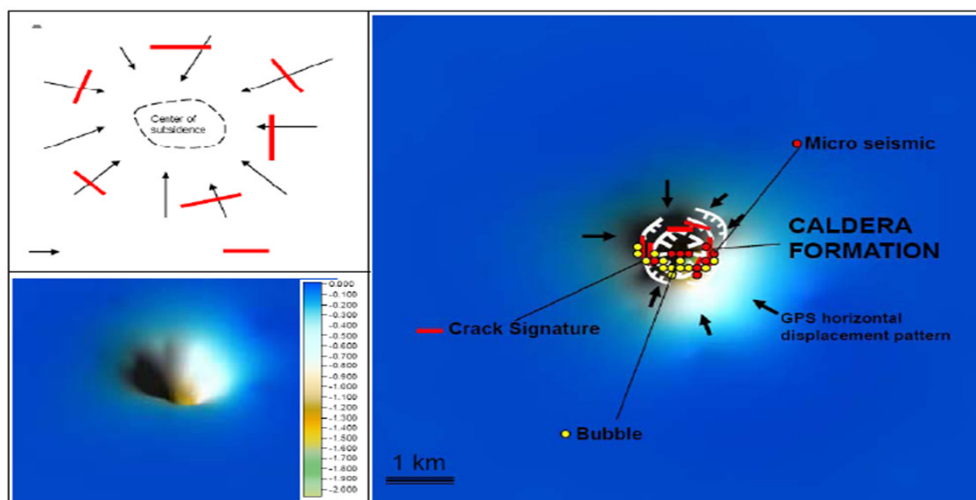 Center of
subsidence
0.000
-0.100
-0.200
-0.300
-0.400
-0.500
-0.600
-0.700
-0.800
-0.900
-1.000
-1.100
-1.200
-1.300
-1.400
-1.500
-1.600
-1.700
-1.800
-1.900
-2.000
Micro seismic
CALDERA
FORMATION
Crack Signature
GPS horizontal
displacement pattern
Bubble
1 km